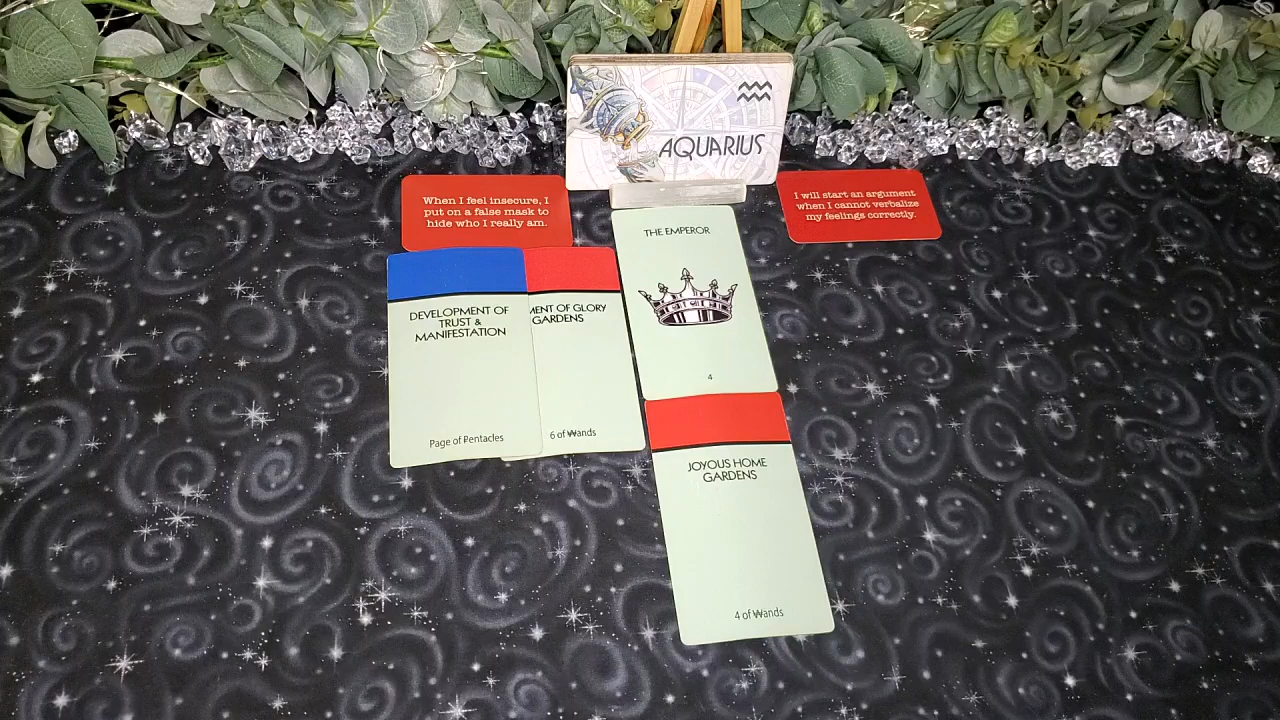 AQUARIUS
When I feel insecure, I
put on a false mask to
hide who I really am.
I will start an argument
when I cannot verbalize
my feelings correctly.
DEVELOPMENT OF
TRUST &
MANIFESTATION
Page of Pentacles
MENT OF GLORY
GARDENS
6 of Wands
THE EMPEROR
4
JOYOUS HOME
GARDENS
4 of Wands